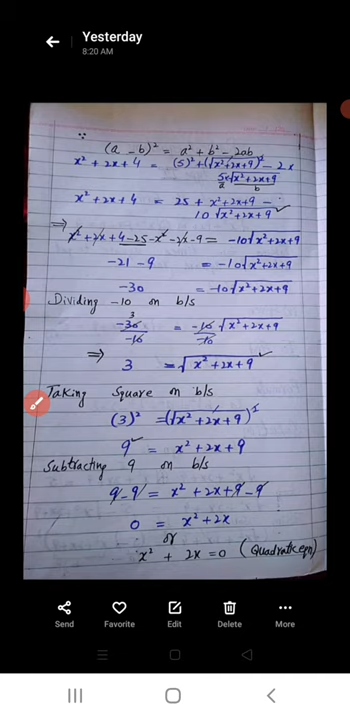 Yesterday
8:20 AM
∵
(a - b)² = a² + b² - 2ab
x² + 2x + 4 = (5)² + (√x²+2x+9)² - 2 x
5×√x²+2x+9
a b
x² + 2x + 4 = 25 + x²+2x+9 -
10 √x²+2x+9
⇒ x² + 2x + 4 - 25 - x² - 2x - 9 = -10√x²+2x+9
-21 - 9 = -10√x²+2x+9
-30 = -10√x²+2x+9
Dividing -10 on b/s
3
-30 = -10 √x²+2x+9
-10 -10
⇒ 3 = √x²+2x+9
Taking Square on b/s
(3)² = (√x²+2x+9)²
9 = x² + 2x + 9
Subtracting 9 on b/s
9 - 9 = x² + 2x + 9 - 9
0 = x² + 2x
or
x² + 2x = 0 (Quadratic eqn)
Send Favorite Edit Delete More